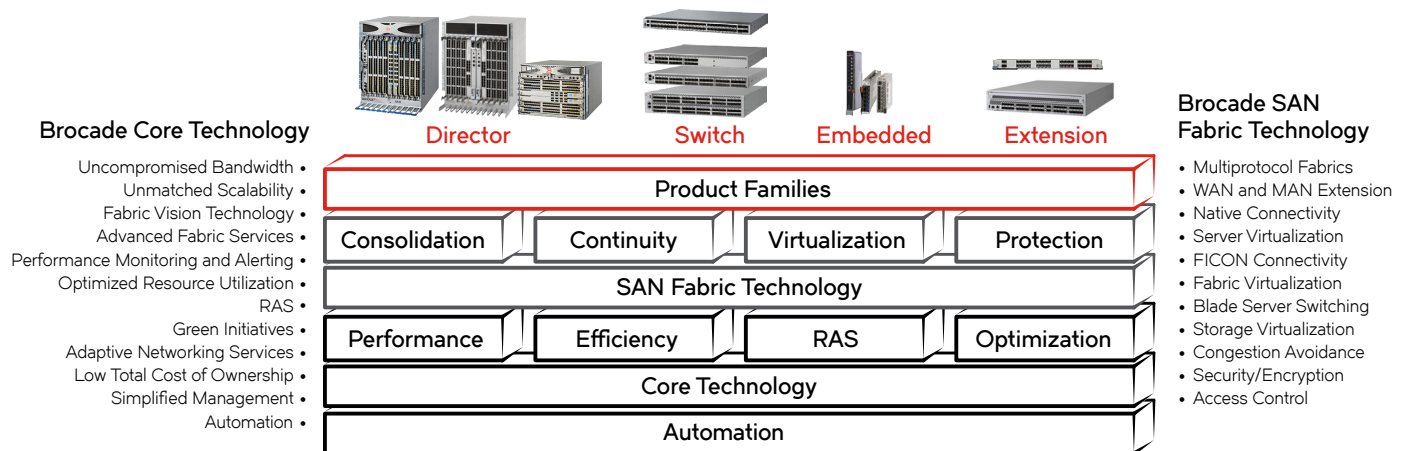 Brocade Core Technology
Uncompromised Bandwidth •
Unmatched Scalability •
Fabric Vision Technology •
Advanced Fabric Services •
Performance Monitoring and Alerting •
Optimized Resource Utilization •
RAS •
Green Initiatives •
Adaptive Networking Services •
Low Total Cost of Ownership •
Simplified Management •
Automation •
Director
Switch
Embedded
Extension
Product Families
Consolidation
Continuity
Virtualization
Protection
SAN Fabric Technology
Performance
Efficiency
RAS
Optimization
Core Technology
Automation
Brocade SAN
Fabric Technology
• Multiprotocol Fabrics
• WAN and MAN Extension
• Native Connectivity
• Server Virtualization
• FICON Connectivity
• Fabric Virtualization
• Blade Server Switching
• Storage Virtualization
• Congestion Avoidance
• Security/Encryption
• Access Control